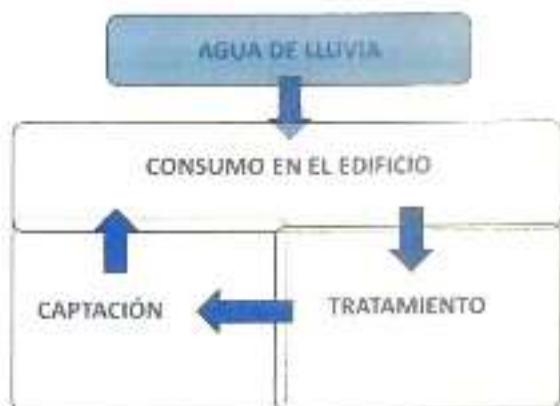 AGUA DE LLUVIA
CONSUMO EN EL EDIFICIO
CAPTACIÓN
TRATAMIENTO